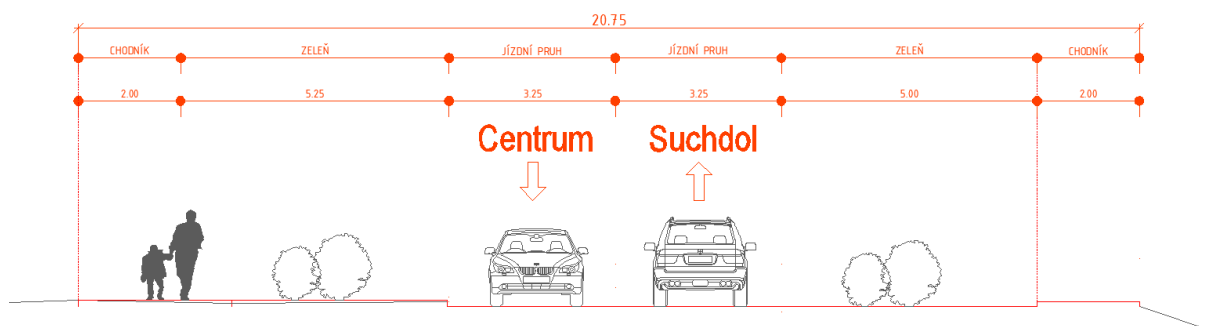 20.75
CHODNÍK ZELEŇ JÍZDNÍ PRUH JÍZDNÍ PRUH ZELEŇ CHODNÍK
2.00 5.25 3.25 3.25 5.00 2.00
Centrum Suchdol